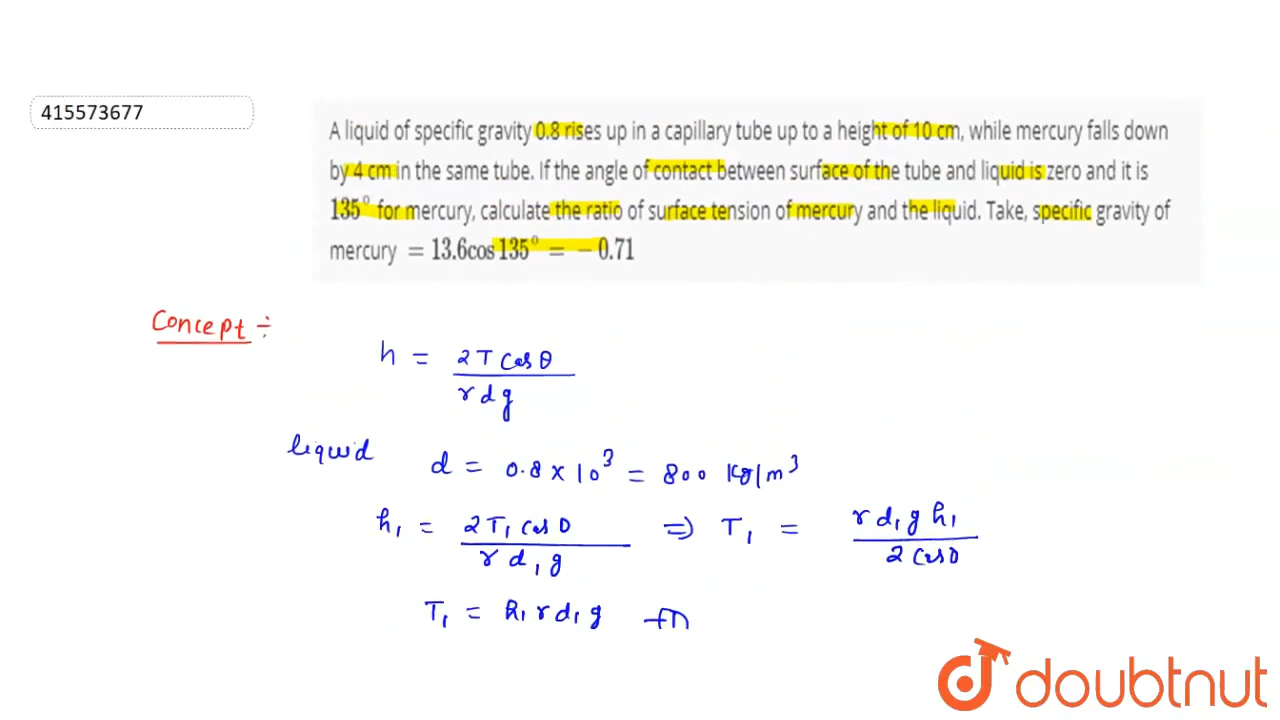 415573677
A liquid of specific gravity 0.8 rises up in a capillary tube up to a height of 10 cm, while mercury falls down
by 4 cm in the same tube. If the angle of contact between surface of the tube and liquid is zero and it is
135° for mercury, calculate the ratio of surface tension of mercury and the liquid. Take, specific gravity of
mercury = 13.6cos 135° = − 0.71
Concept ÷
h = 2T cos θ / r d g
liquid d = 0.8 × 10³ = 800 Kg/m³
h₁ = 2T₁ cos 0 / r d₁ g ⇒ T₁ = r d₁ g h₁ / 2 cos 0
T₁ = h₁ r d₁ g
doubtnut